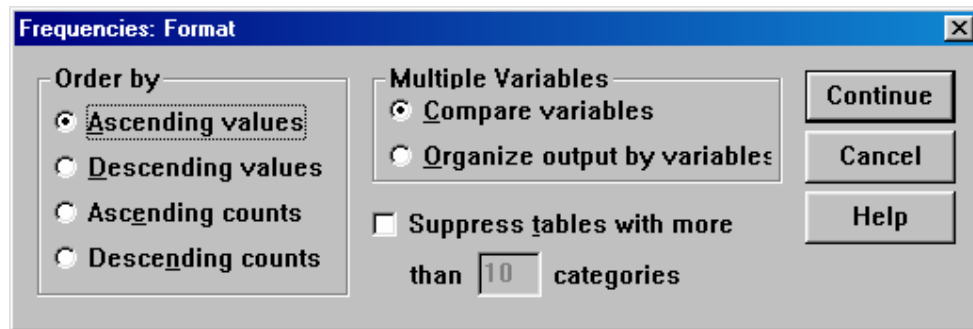 Frequencies: Format
Order by
Ascending values
Descending values
Ascending counts
Descending counts
Multiple Variables
Compare variables
Organize output by variables
Suppress tables with more
than 10 categories
Continue
Cancel
Help